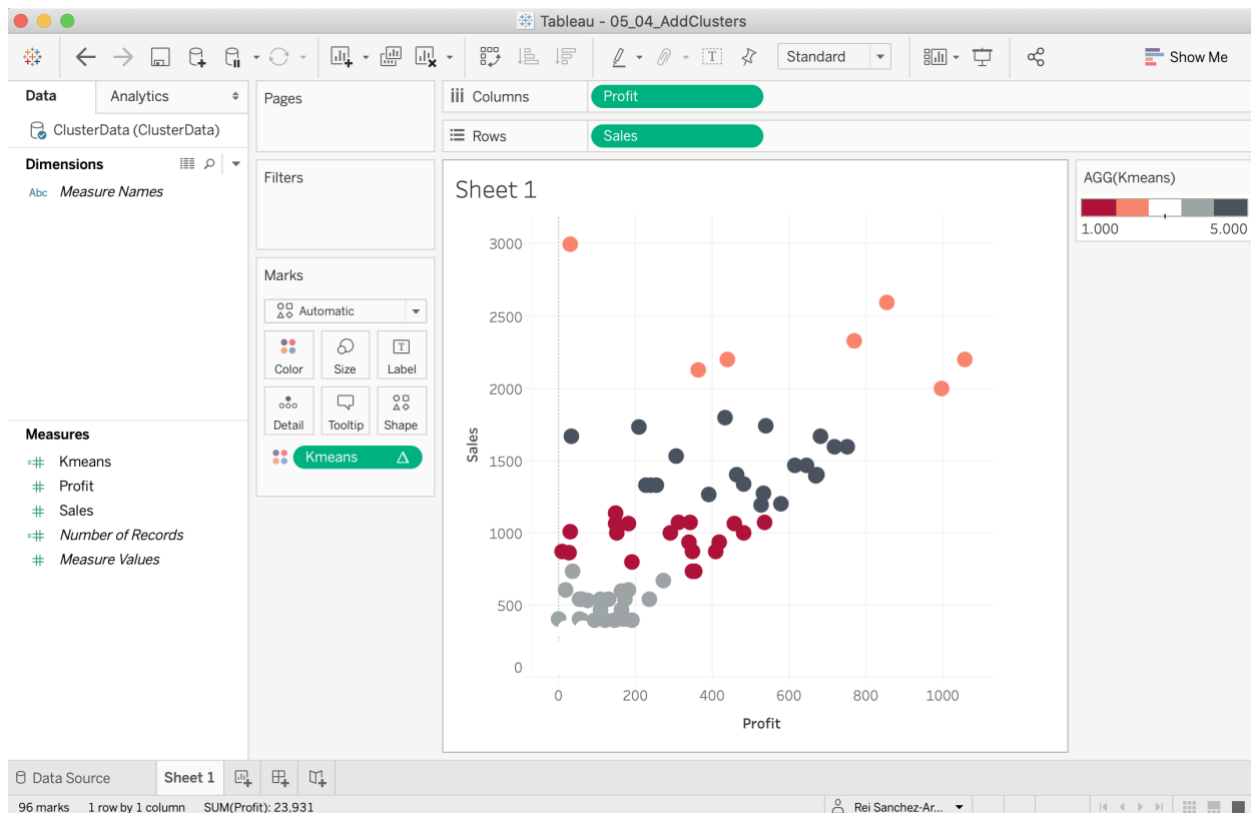 Tableau - 05_04_AddClusters
Standard
Show Me
Data Analytics
ClusterData (ClusterData)
Dimensions
Abc Measure Names
Measures
Kmeans
Profit
Sales
Number of Records
Measure Values
Pages
Filters
Marks
Automatic
Color Size Label
Detail Tooltip Shape
Kmeans
Columns Profit
Rows Sales
Sheet 1
3000
2500
2000
1500
1000
500
0
Sales
0 200 400 600 800 1000
Profit
AGG(Kmeans)
1.000 5.000
Data Source Sheet 1
96 marks 1 row by 1 column SUM(Profit): 23,931 Rei Sanchez-Ar...